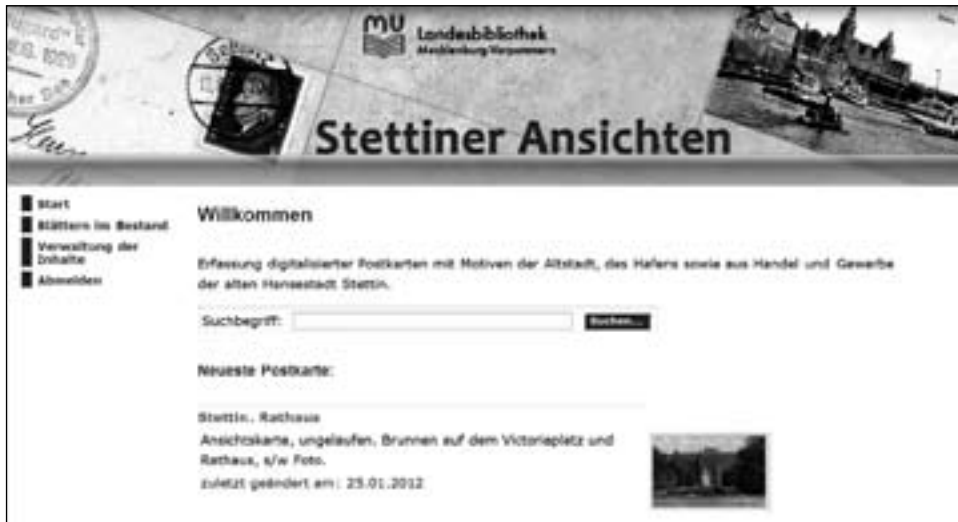 MV
Landesbibliothek
Mecklenburg-Vorpommern
Stettiner Ansichten
Start
Blättern im Bestand
Verwaltung der
Inhalte
Abmelden
Willkommen
Erfassung digitalisierter Postkarten mit Motiven der Altstadt, des Hafens sowie aus Handel und Gewerbe
der alten Hansestadt Stettin.
Suchbegriff:
Suchen...
Neueste Postkarte:
Stettin. Rathaus
Ansichtskarte, ungelaufen. Brunnen auf dem Victoriaplatz und
Rathaus, s/w Foto.
zuletzt geändert am: 25.01.2012